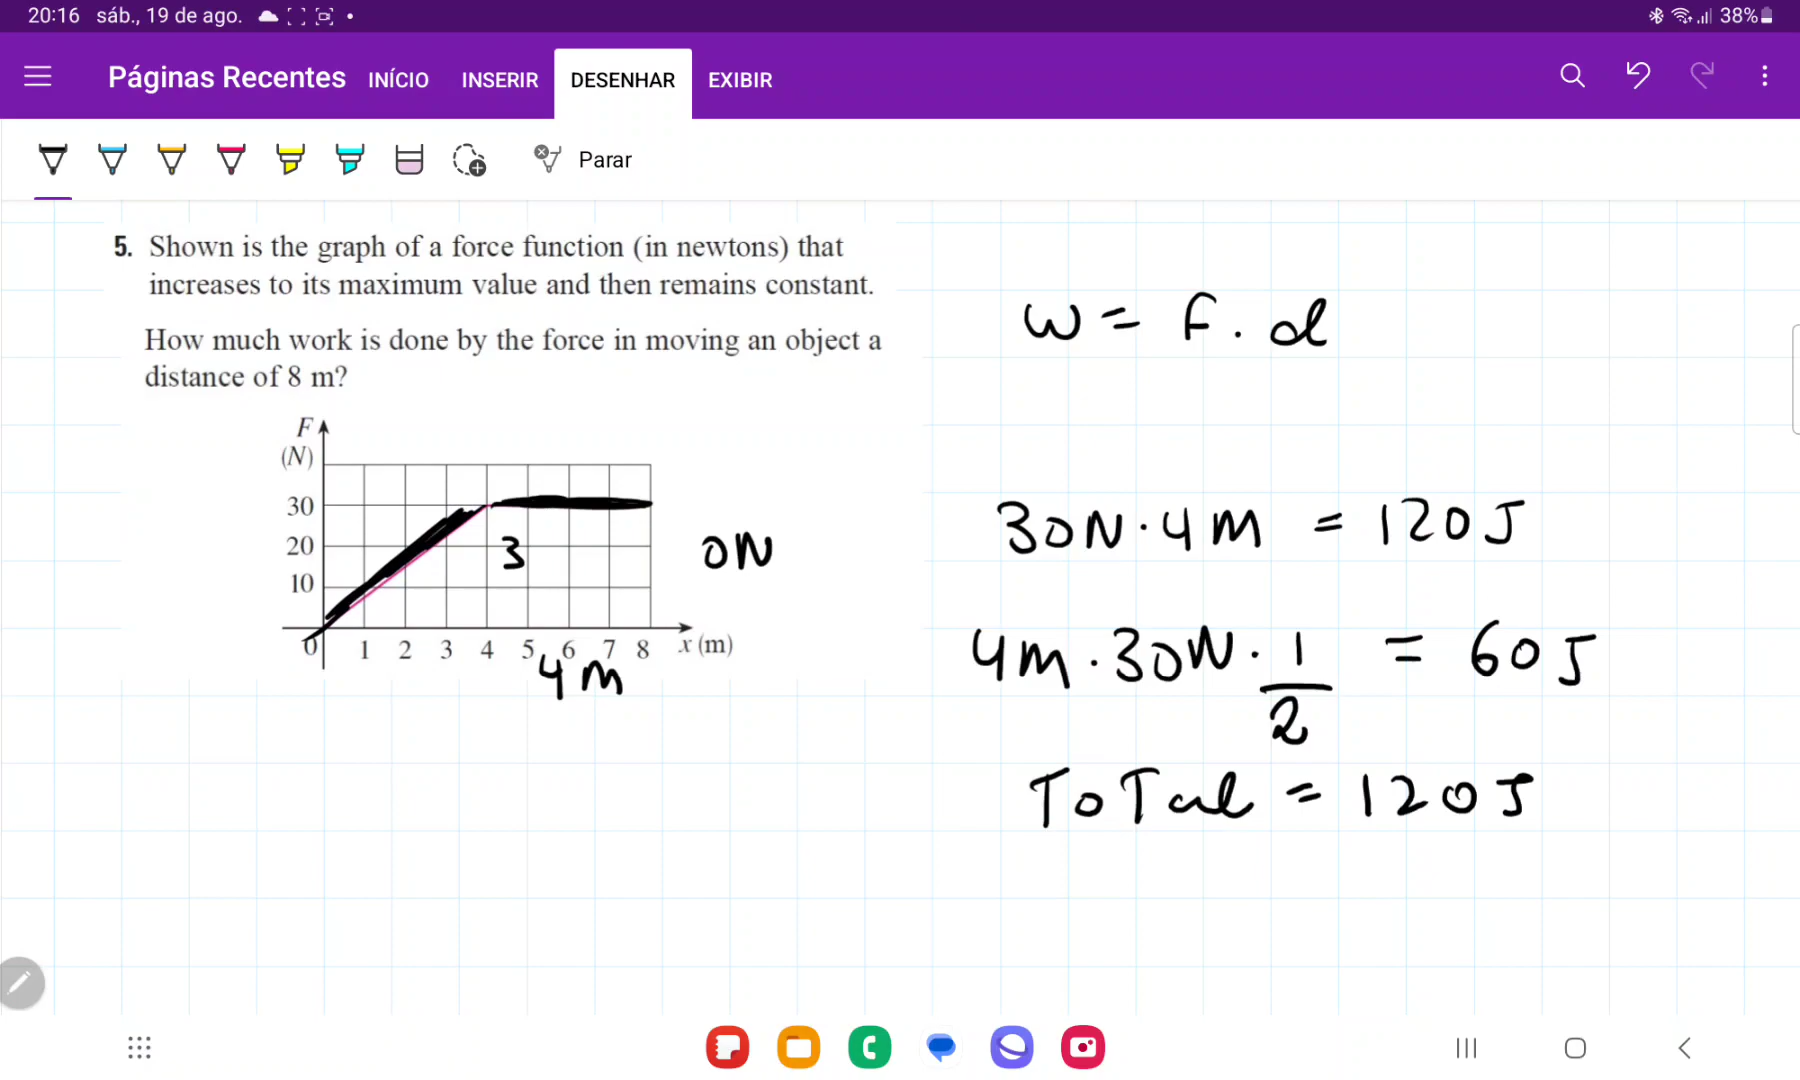 20:16 sáb., 19 de ago. 38%
Páginas Recentes INÍCIO INSERIR DESENHAR EXIBIR
Parar
5. Shown is the graph of a force function (in newtons) that
increases to its maximum value and then remains constant.
How much work is done by the force in moving an object a
distance of 8 m?
F
(N)
30
20
10
0 1 2 3 4 5 6 7 8 x (m)
3
0N
4m
W = F . d
30N . 4M = 120J
4m . 30N . 1/2 = 60J
ToTal = 120J